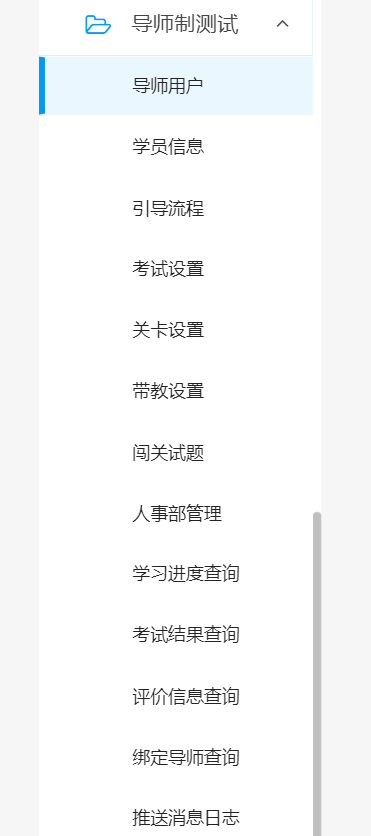 导师制测试
导师用户
学员信息
引导流程
考试设置
关卡设置
带教设置
闯关试题
人事部管理
学习进度查询
考试结果查询
评价信息查询
绑定导师查询
推送消息日志